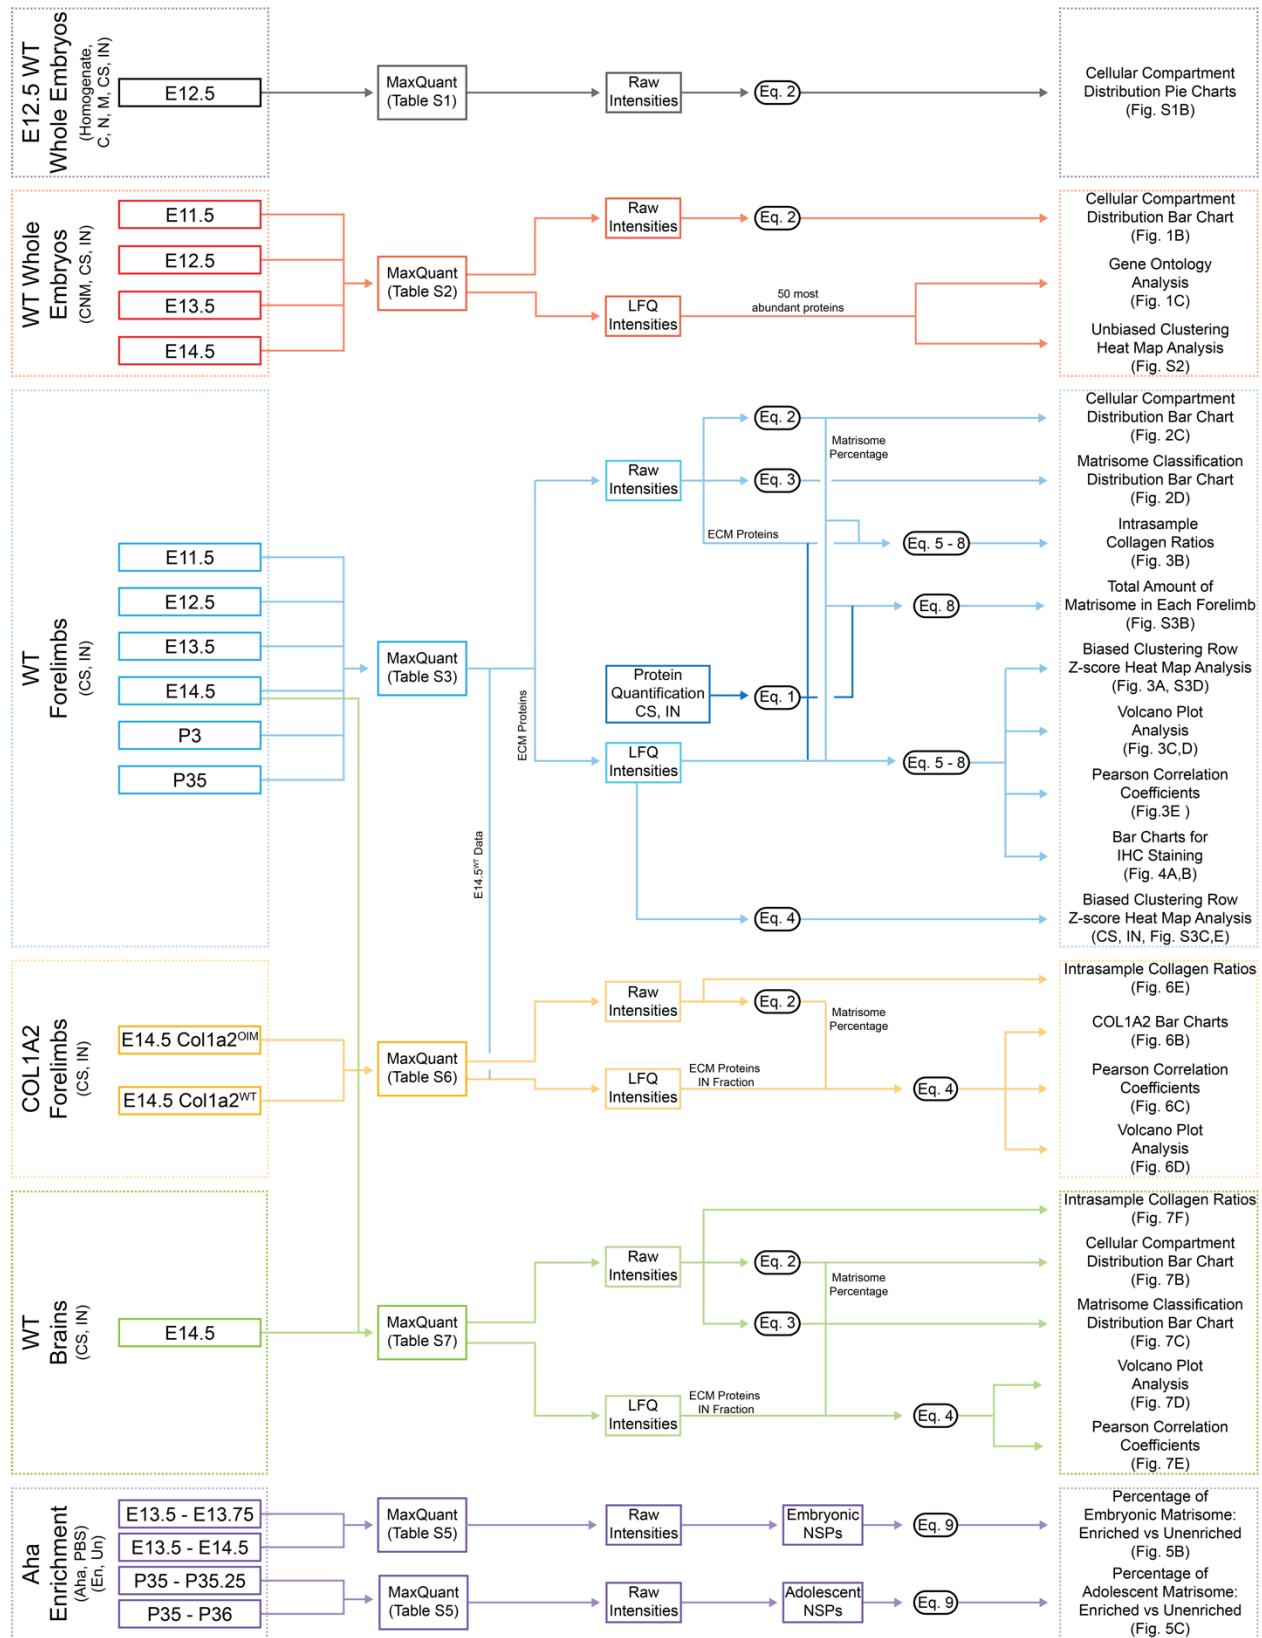 E12.5 WT
Whole Embryos
(Homogenate,
C, N, M, CS, IN)
E12.5
MaxQuant
(Table S1)
Raw
Intensities
Eq. 2
Cellular Compartment
Distribution Pie Charts
(Fig. S1B)
WT Whole
Embryos
(CNM, CS, IN)
E11.5
E12.5
E13.5
E14.5
MaxQuant
(Table S2)
Raw
Intensities
Eq. 2
LFQ
Intensities
50 most
abundant proteins
Cellular Compartment
Distribution Bar Chart
(Fig. 1B)
Gene Ontology
Analysis
(Fig. 1C)
Unbiased Clustering
Heat Map Analysis
(Fig. S2)
WT
Forelimbs
(CS, IN)
E11.5
E12.5
E13.5
E14.5
P3
P35
MaxQuant
(Table S3)
ECM Proteins
E14.5WT Data
Raw
Intensities
Eq. 2
Matrisome
Percentage
Eq. 3
ECM Proteins
Eq. 5 - 8
Eq. 8
Protein
Quantification
CS, IN
Eq. 1
LFQ
Intensities
Eq. 5 - 8
Eq. 4
Cellular Compartment
Distribution Bar Chart
(Fig. 2C)
Matrisome Classification
Distribution Bar Chart
(Fig. 2D)
Intrasample
Collagen Ratios
(Fig. 3B)
Total Amount of
Matrisome in Each Forelimb
(Fig. S3B)
Biased Clustering Row
Z-score Heat Map Analysis
(Fig. 3A, S3D)
Volcano Plot
Analysis
(Fig. 3C,D)
Pearson Correlation
Coefficients
(Fig.3E )
Bar Charts for
IHC Staining
(Fig. 4A,B)
Biased Clustering Row
Z-score Heat Map Analysis
(CS, IN, Fig. S3C,E)
COL1A2
Forelimbs
(CS, IN)
E14.5 Col1a2OIM
E14.5 Col1a2WT
MaxQuant
(Table S6)
Raw
Intensities
Eq. 2
Matrisome
Percentage
LFQ
Intensities
ECM Proteins
IN Fraction
Eq. 4
Intrasample Collagen Ratios
(Fig. 6E)
COL1A2 Bar Charts
(Fig. 6B)
Pearson Correlation
Coefficients
(Fig. 6C)
Volcano Plot
Analysis
(Fig. 6D)
WT
Brains
(CS, IN)
E14.5
MaxQuant
(Table S7)
Raw
Intensities
Eq. 2
Matrisome
Percentage
Eq. 3
LFQ
Intensities
ECM Proteins
IN Fraction
Eq. 4
Intrasample Collagen Ratios
(Fig. 7F)
Cellular Compartment
Distribution Bar Chart
(Fig. 7B)
Matrisome Classification
Distribution Bar Chart
(Fig. 7C)
Volcano Plot
Analysis
(Fig. 7D)
Pearson Correlation
Coefficients
(Fig. 7E)
Aha
Enrichment
(Aha, PBS)
(En, Un)
E13.5 - E13.75
E13.5 - E14.5
P35 - P35.25
P35 - P36
MaxQuant
(Table S5)
Raw
Intensities
Embryonic
NSPs
Eq. 9
Percentage of
Embryonic Matrisome:
Enriched vs Unenriched
(Fig. 5B)
MaxQuant
(Table S5)
Raw
Intensities
Adolescent
NSPs
Eq. 9
Percentage of
Adolescent Matrisome:
Enriched vs Unenriched
(Fig. 5C)